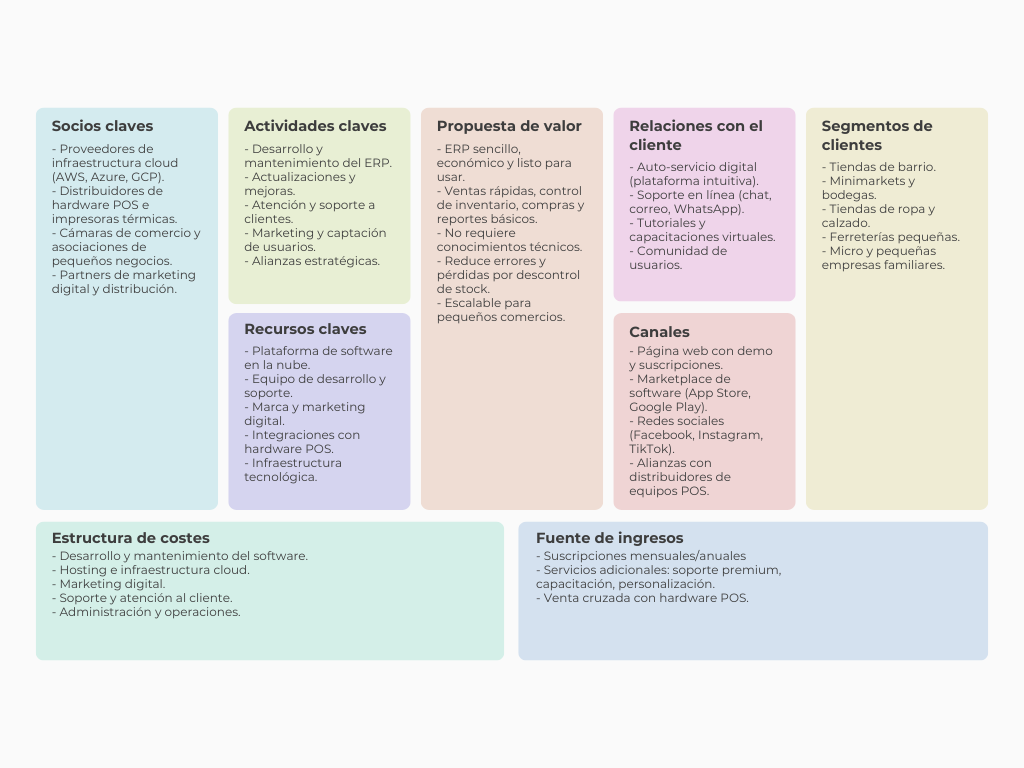 Socios claves
- Proveedores de
infraestructura cloud
(AWS, Azure, GCP).
- Distribuidores de
hardware POS e
impresoras térmicas.
- Cámaras de comercio y
asociaciones de
pequeños negocios.
- Partners de marketing
digital y distribución.
Actividades claves
- Desarrollo y
mantenimiento del ERP.
- Actualizaciones y
mejoras.
- Atención y soporte a
clientes.
- Marketing y captación
de usuarios.
- Alianzas estratégicas.
Recursos claves
- Plataforma de software
en la nube.
- Equipo de desarrollo y
soporte.
- Marca y marketing
digital.
- Integraciones con
hardware POS.
- Infraestructura
tecnológica.
Propuesta de valor
- ERP sencillo,
económico y listo para
usar.
- Ventas rápidas, control
de inventario, compras y
reportes básicos.
- No requiere
conocimientos técnicos.
- Reduce errores y
pérdidas por descontrol
de stock.
- Escalable para
pequeños comercios.
Relaciones con el
cliente
- Auto-servicio digital
(plataforma intuitiva).
- Soporte en línea (chat,
correo, WhatsApp).
- Tutoriales y
capacitaciones virtuales.
- Comunidad de
usuarios.
Canales
- Página web con demo
y suscripciones.
- Marketplace de
software (App Store,
Google Play).
- Redes sociales
(Facebook, Instagram,
TikTok).
- Alianzas con
distribuidores de
equipos POS.
Segmentos de
clientes
- Tiendas de barrio.
- Minimarkets y
bodegas.
- Tiendas de ropa y
calzado.
- Ferreterías pequeñas.
- Micro y pequeñas
empresas familiares.
Estructura de costes
- Desarrollo y mantenimiento del software.
- Hosting e infraestructura cloud.
- Marketing digital.
- Soporte y atención al cliente.
- Administración y operaciones.
Fuente de ingresos
- Suscripciones mensuales/anuales
- Servicios adicionales: soporte premium,
capacitación, personalización.
- Venta cruzada con hardware POS.